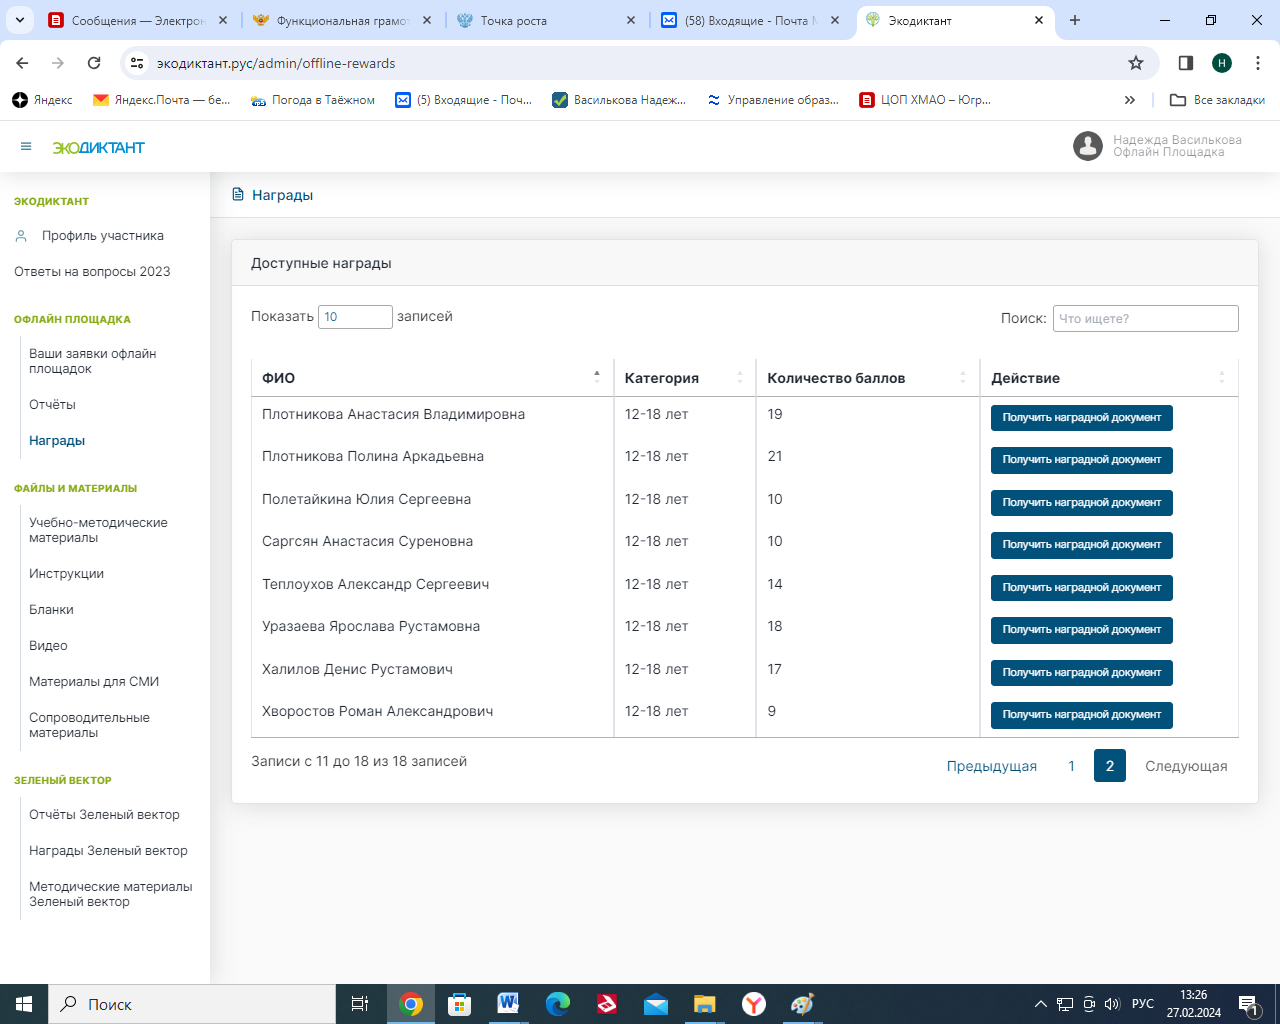 Сообщения — Электрон
Функциональная грамот
Точка роста
(58) Входящие - Почта М
Экодиктант
экодиктант.рус/admin/offline-rewards
Н
Яндекс
Яндекс.Почта — бе...
Погода в Таёжном
(5) Входящие - Поч...
Василькова Надеж...
Управление образ...
ЦОП ХМАО – Югр...
Все закладки
ЭКОДИКТАНТ
Надежда Василькова
Офлайн Площадка
ЭКОДИКТАНТ
Профиль участника
Ответы на вопросы 2023
ОФЛАЙН ПЛОЩАДКА
Ваши заявки офлайн
площадок
Отчёты
Награды
ФАЙЛЫ И МАТЕРИАЛЫ
Учебно-методические
материалы
Инструкции
Бланки
Видео
Материалы для СМИ
Сопроводительные
материалы
ЗЕЛЕНЫЙ ВЕКТОР
Отчёты Зеленый вектор
Награды Зеленый вектор
Методические материалы
Зеленый вектор
Награды
Доступные награды
Показать 10 записей
Поиск: Что ищете?
ФИО Категория Количество баллов Действие
Плотникова Анастасия Владимировна 12-18 лет 19 Получить наградной документ
Плотникова Полина Аркадьевна 12-18 лет 21 Получить наградной документ
Полетайкина Юлия Сергеевна 12-18 лет 10 Получить наградной документ
Саргсян Анастасия Суреновна 12-18 лет 10 Получить наградной документ
Теплоухов Александр Сергеевич 12-18 лет 14 Получить наградной документ
Уразаева Ярослава Рустамовна 12-18 лет 18 Получить наградной документ
Халилов Денис Рустамович 12-18 лет 17 Получить наградной документ
Хворостов Роман Александрович 12-18 лет 9 Получить наградной документ
Записи с 11 до 18 из 18 записей
Предыдущая 1 2 Следующая
Поиск
РУС
13:26
27.02.2024
1